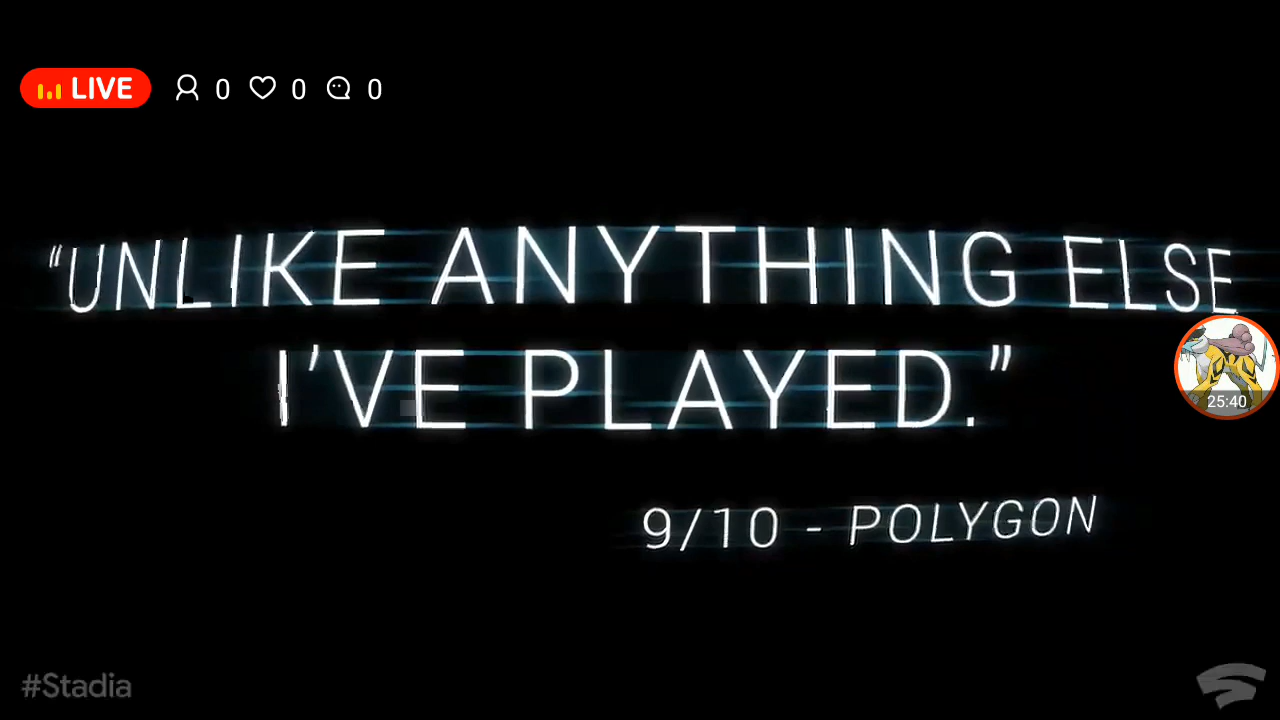 LIVE 0 0 0
“UNLIKE ANYTHING ELSE
I’VE PLAYED.”
25:40
9/10 - POLYGON
#Stadia